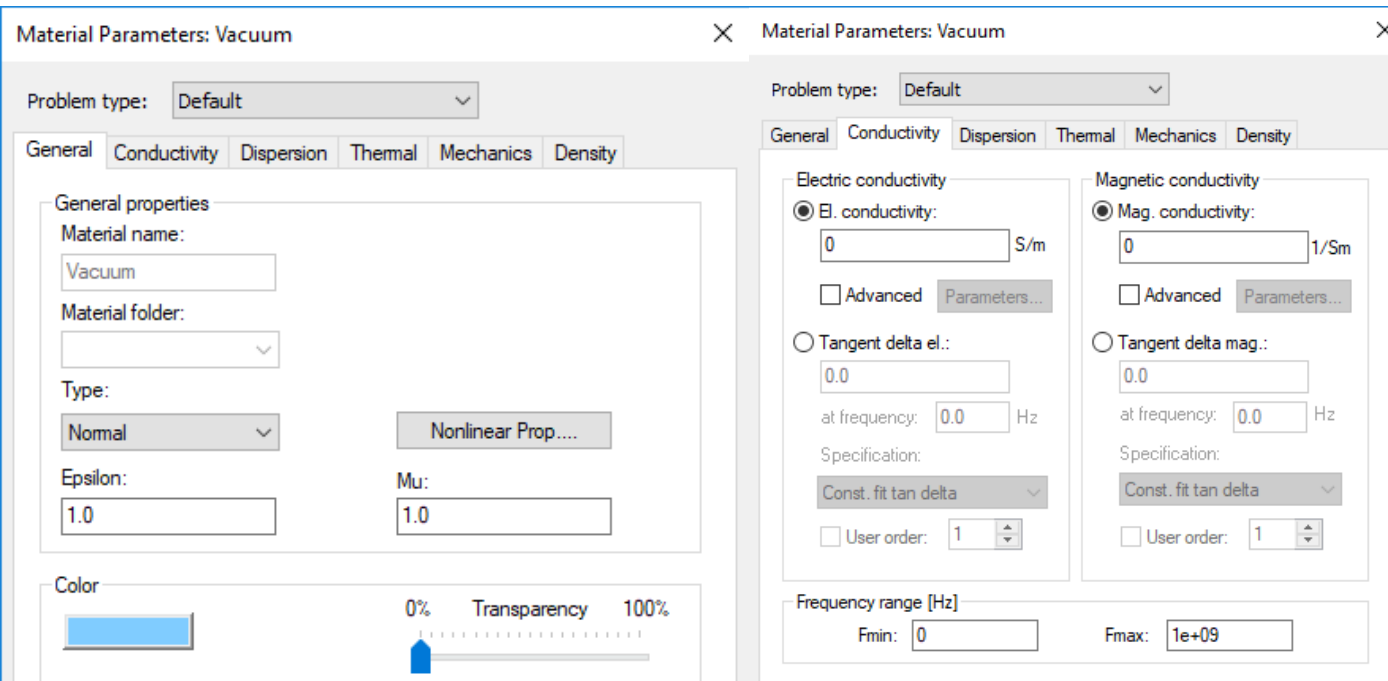 Material Parameters: Vacuum
Problem type: Default
General Conductivity Dispersion Thermal Mechanics Density
General properties
Material name:
Vacuum
Material folder:
Type:
Normal Nonlinear Prop....
Epsilon: Mu:
1.0 1.0
Color
0% Transparency 100%
Material Parameters: Vacuum
Problem type: Default
General Conductivity Dispersion Thermal Mechanics Density
Electric conductivity
El. conductivity:
0 S/m
Advanced Parameters...
Tangent delta el.:
0.0
at frequency: 0.0 Hz
Specification:
Const. fit tan delta
User order: 1
Magnetic conductivity
Mag. conductivity:
0 1/Sm
Advanced Parameters...
Tangent delta mag.:
0.0
at frequency: 0.0 Hz
Specification:
Const. fit tan delta
User order: 1
Frequency range [Hz]
Fmin: 0 Fmax: 1e+09